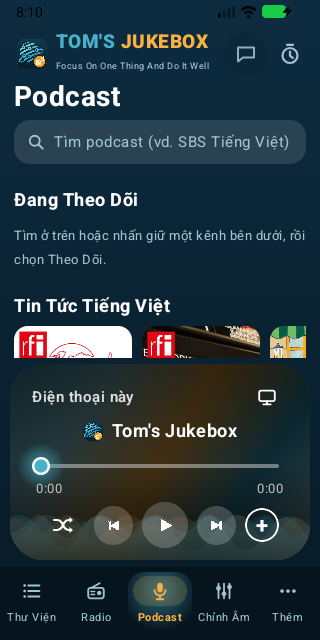 8:10
TOM'S JUKEBOX
Focus On One Thing And Do It Well
Podcast
Tìm podcast (vd. SBS Tiếng Việt)
Đang Theo Dõi
Tìm ở trên hoặc nhấn giữ một kênh bên dưới, rồi
chọn Theo Dõi.
Tin Tức Tiếng Việt
rfi
rfi
Điện thoại này
Tom's Jukebox
0:00
0:00
Thư Viện
Radio
Podcast
Chỉnh Âm
Thêm